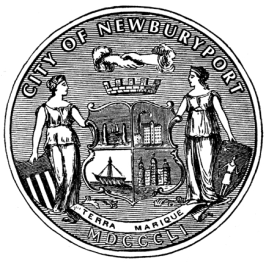 CITY OF NEWBURYPORT
TERRA MARIQUE
MDCCCLI